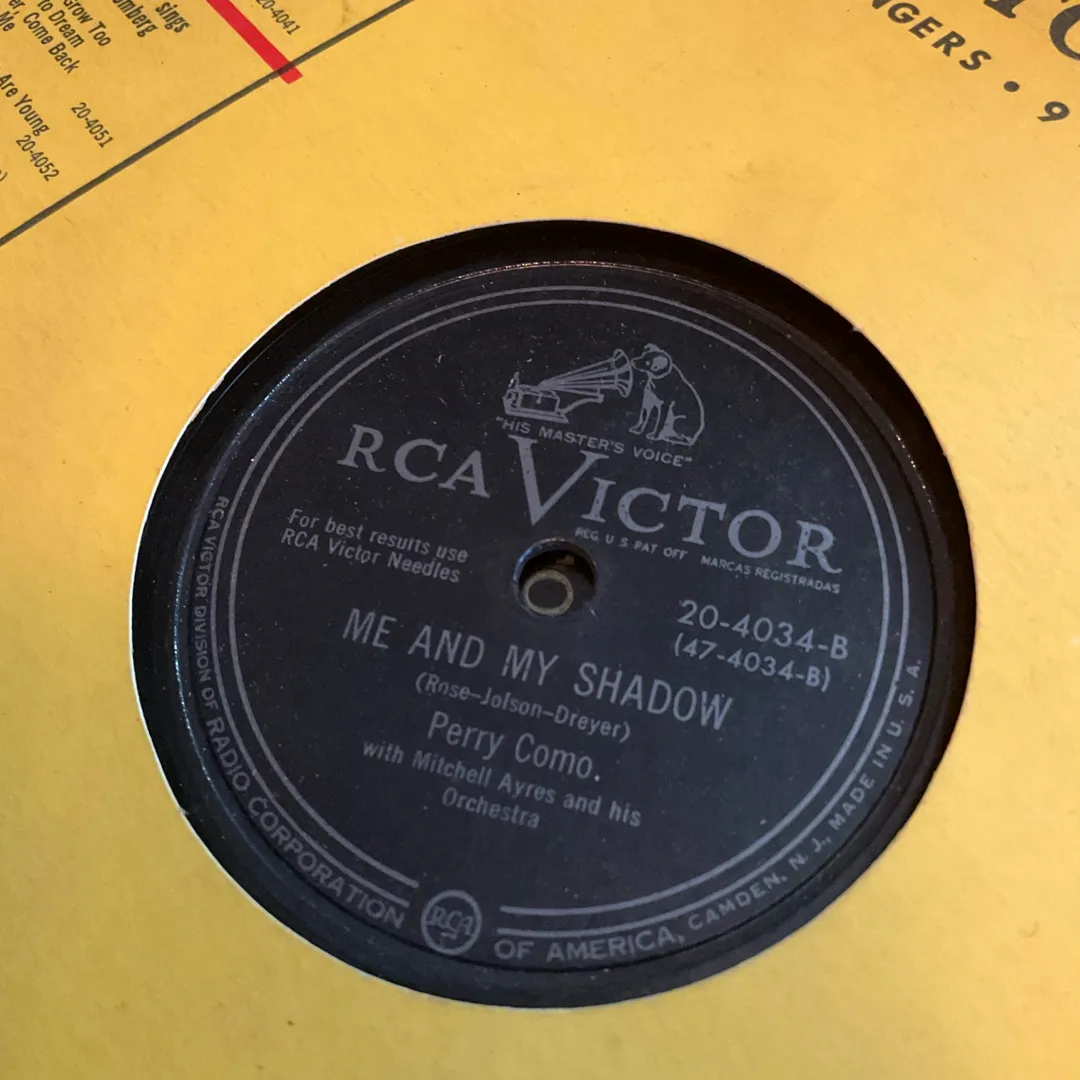 sings
omberg
Grow Too
to Dream
er, Come Back
Me
20-4041
Are Young
20-4051
20-4052
NGERS • 9
"HIS MASTER'S VOICE"
RCA VICTOR
REG. U S PAT OFF MARCAS REGISTRADAS
For best results use
RCA Victor Needles
20-4034-B
(47-4034-B)
ME AND MY SHADOW
(Rose–Jolson–Dreyer)
Perry Como.
with Mitchell Ayres and his
Orchestra
RCA VICTOR DIVISION OF RADIO CORPORATION
RCA
OF AMERICA, CAMDEN, N. J., MADE IN U. S. A.